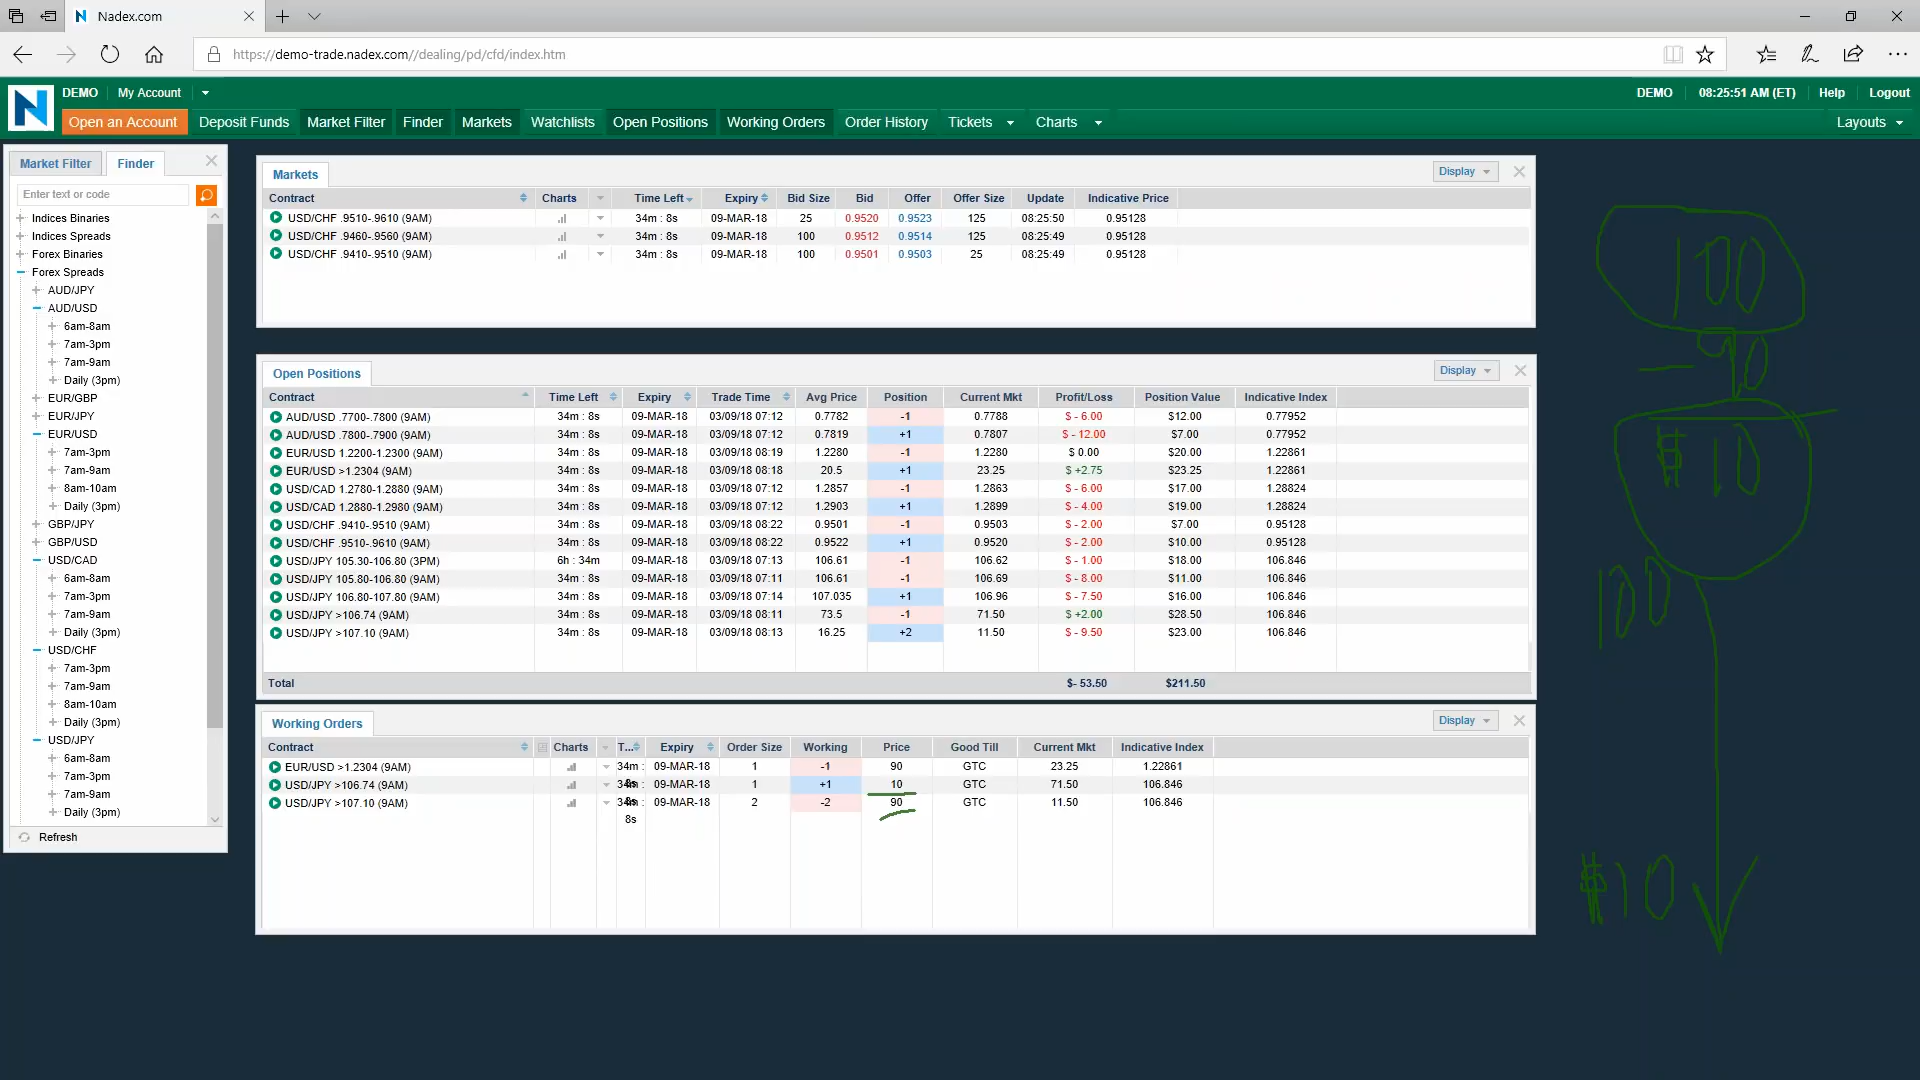 Nadex.com
https://demo-trade.nadex.com//dealing/pd/cfd/index.htm
N DEMO My Account DEMO 08:25:51 AM (ET) Help Logout
Open an Account Deposit Funds Market Filter Finder Markets Watchlists Open Positions Working Orders Order History Tickets Charts Layouts
Market Filter Finder
Enter text or code
Indices Binaries
Indices Spreads
Forex Binaries
Forex Spreads
AUD/JPY
AUD/USD
6am-8am
7am-3pm
7am-9am
Daily (3pm)
EUR/GBP
EUR/JPY
EUR/USD
7am-3pm
7am-9am
8am-10am
Daily (3pm)
GBP/JPY
GBP/USD
USD/CAD
6am-8am
7am-3pm
7am-9am
Daily (3pm)
USD/CHF
7am-3pm
7am-9am
8am-10am
Daily (3pm)
USD/JPY
6am-8am
7am-3pm
7am-9am
Daily (3pm)
Refresh
Markets Display
Contract Charts Time Left Expiry Bid Size Bid Offer Offer Size Update Indicative Price
USD/CHF .9510-.9610 (9AM) 34m : 8s 09-MAR-18 25 0.9520 0.9523 125 08:25:50 0.95128
USD/CHF .9460-.9560 (9AM) 34m : 8s 09-MAR-18 100 0.9512 0.9514 125 08:25:49 0.95128
USD/CHF .9410-.9510 (9AM) 34m : 8s 09-MAR-18 100 0.9501 0.9503 25 08:25:49 0.95128
Open Positions Display
Contract Time Left Expiry Trade Time Avg Price Position Current Mkt Profit/Loss Position Value Indicative Index
AUD/USD .7700-.7800 (9AM) 34m : 8s 09-MAR-18 03/09/18 07:12 0.7782 -1 0.7788 $ - 6.00 $12.00 0.77952
AUD/USD .7800-.7900 (9AM) 34m : 8s 09-MAR-18 03/09/18 07:12 0.7819 +1 0.7807 $ - 12.00 $7.00 0.77952
EUR/USD 1.2200-1.2300 (9AM) 34m : 8s 09-MAR-18 03/09/18 08:19 1.2280 -1 1.2280 $ 0.00 $20.00 1.22861
EUR/USD >1.2304 (9AM) 34m : 8s 09-MAR-18 03/09/18 08:18 20.5 +1 23.25 $ +2.75 $23.25 1.22861
USD/CAD 1.2780-1.2880 (9AM) 34m : 8s 09-MAR-18 03/09/18 07:12 1.2857 -1 1.2863 $ - 6.00 $17.00 1.28824
USD/CAD 1.2880-1.2980 (9AM) 34m : 8s 09-MAR-18 03/09/18 07:12 1.2903 +1 1.2899 $ - 4.00 $19.00 1.28824
USD/CHF .9410-.9510 (9AM) 34m : 8s 09-MAR-18 03/09/18 08:22 0.9501 -1 0.9503 $ - 2.00 $7.00 0.95128
USD/CHF .9510-.9610 (9AM) 34m : 8s 09-MAR-18 03/09/18 08:22 0.9522 +1 0.9520 $ - 2.00 $10.00 0.95128
USD/JPY 105.30-106.80 (3PM) 6h : 34m 09-MAR-18 03/09/18 07:13 106.61 -1 106.62 $ - 1.00 $18.00 106.846
USD/JPY 105.80-106.80 (9AM) 34m : 8s 09-MAR-18 03/09/18 07:11 106.61 -1 106.69 $ - 8.00 $11.00 106.846
USD/JPY 106.80-107.80 (9AM) 34m : 8s 09-MAR-18 03/09/18 07:14 107.035 +1 106.96 $ - 7.50 $16.00 106.846
USD/JPY >106.74 (9AM) 34m : 8s 09-MAR-18 03/09/18 08:11 73.5 -1 71.50 $ +2.00 $28.50 106.846
USD/JPY >107.10 (9AM) 34m : 8s 09-MAR-18 03/09/18 08:13 16.25 +2 11.50 $ - 9.50 $23.00 106.846
Total $- 53.50 $211.50
Working Orders Display
Contract Charts T... Expiry Order Size Working Price Good Till Current Mkt Indicative Index
EUR/USD >1.2304 (9AM) 34m : 8s 09-MAR-18 1 -1 90 GTC 23.25 1.22861
USD/JPY >106.74 (9AM) 34m : 8s 09-MAR-18 1 +1 10 GTC 71.50 106.846
USD/JPY >107.10 (9AM) 34m : 8s 09-MAR-18 2 -2 90 GTC 11.50 106.846
100
- 90
$10
100
$10